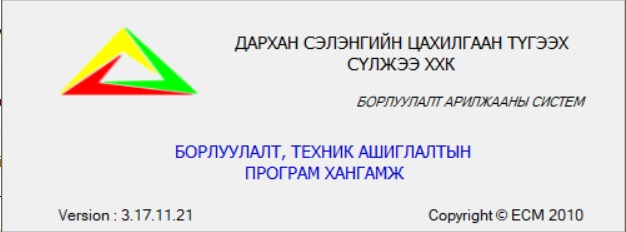 ДАРХАН СЭЛЭНГИЙН ЦАХИЛГААН ТҮГЭЭХ
СҮЛЖЭЭ ХХК
БОРЛУУЛАЛТ АРИЛЖААНЫ СИСТЕМ
БОРЛУУЛАЛТ, ТЕХНИК АШИГЛАЛТЫН
ПРОГРАМ ХАНГАМЖ
Version : 3.17.11.21
Copyright © ECM 2010